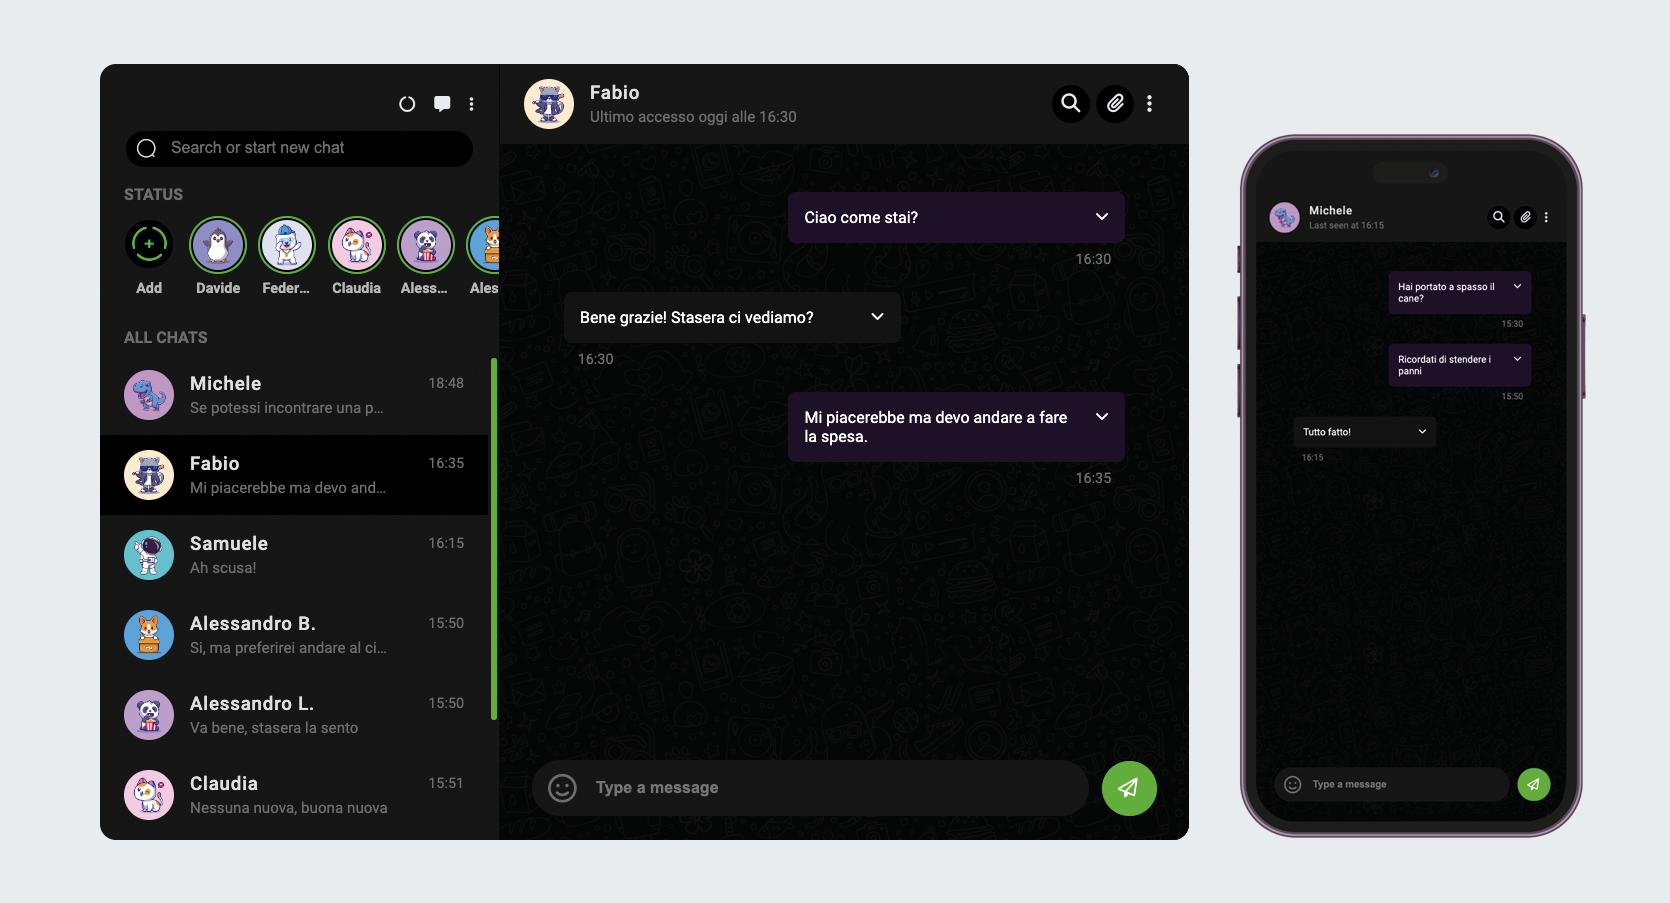 Search or start new chat
STATUS
Add
Davide
Feder...
Claudia
Aless...
Ales
ALL CHATS
Michele
18:48
Se potessi incontrare una p...
Fabio
16:35
Mi piacerebbe ma devo and...
Samuele
16:15
Ah scusa!
Alessandro B.
15:50
Si, ma preferirei andare al ci...
Alessandro L.
15:50
Va bene, stasera la sento
Claudia
15:51
Nessuna nuova, buona nuova
Fabio
Ultimo accesso oggi alle 16:30
Ciao come stai?
16:30
Bene grazie! Stasera ci vediamo?
16:30
Mi piacerebbe ma devo andare a fare
la spesa.
16:35
Type a message
Michele
Last seen at 16:15
Hai portato a spasso il
cane?
15:30
Ricordati di stendere i
panni
15:50
Tutto fatto!
16:15
Type a message